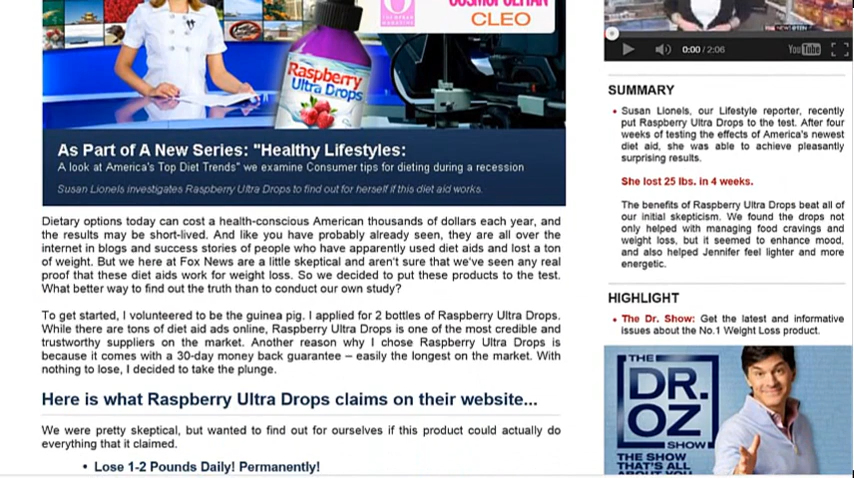 THE OPRAH
MAGAZINE
COSMOPOLITAN
CLEO
Raspberry
Ultra Drops
As Part of A New Series: "Healthy Lifestyles:
A look at America's Top Diet Trends" we examine Consumer tips for dieting during a recession
Susan Lionels investigates Raspberry Ultra Drops to find out for herself if this diet aid works.
Dietary options today can cost a health-conscious American thousands of dollars each year, and
the results may be short-lived. And like you have probably already seen, they are all over the
internet in blogs and success stories of people who have apparently used diet aids and lost a ton
of weight. But we here at Fox News are a little skeptical and aren't sure that we've seen any real
proof that these diet aids work for weight loss. So we decided to put these products to the test.
What better way to find out the truth than to conduct our own study?
To get started, I volunteered to be the guinea pig. I applied for 2 bottles of Raspberry Ultra Drops.
While there are tons of diet aid ads online, Raspberry Ultra Drops is one of the most credible and
trustworthy suppliers on the market. Another reason why I chose Raspberry Ultra Drops is
because it comes with a 30-day money back guarantee – easily the longest on the market. With
nothing to lose, I decided to take the plunge.
Here is what Raspberry Ultra Drops claims on their website...
We were pretty skeptical, but wanted to find out for ourselves if this product could actually do
everything that it claimed.
• Lose 1-2 Pounds Daily! Permanently!
0:00 / 2:06
YouTube
SUMMARY
• Susan Lionels, our Lifestyle reporter, recently
put Raspberry Ultra Drops to the test. After four
weeks of testing the effects of America's newest
diet aid, she was able to achieve pleasantly
surprising results.
She lost 25 lbs. in 4 weeks.
The benefits of Raspberry Ultra Drops beat all of
our initial skepticism. We found the drops not
only helped with managing food cravings and
weight loss, but it seemed to enhance mood,
and also helped Jennifer feel lighter and more
energetic.
HIGHLIGHT
• The Dr. Show: Get the latest and informative
issues about the No.1 Weight Loss product.
THE
DR.
OZ
SHOW
THE SHOW
THAT'S ALL
ABOUT YOU